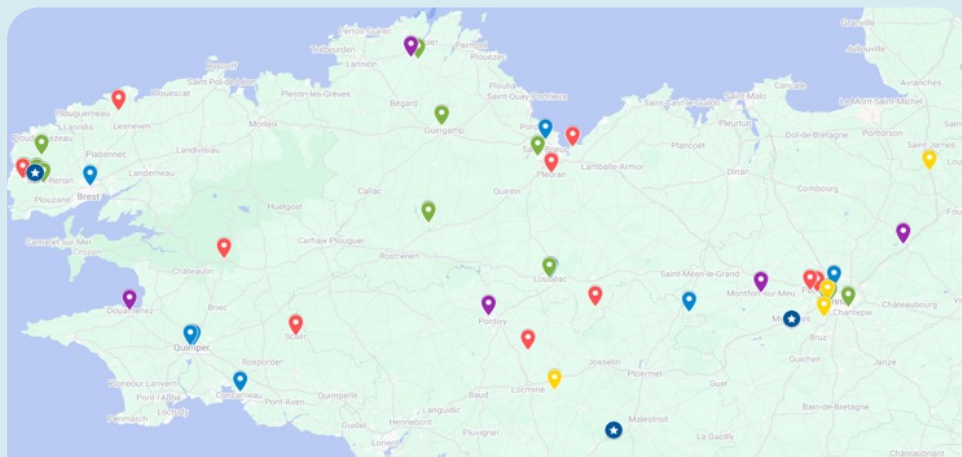 Granville
Perros-Guirec
Trébeurden
Paimpol
Plouézec
Julouville
Lannion
Roscoff
Saint-Pol-de-Léon
Plouescat
Plestin-les-Grèves
Plouha
Saint-Quay-Portrieux
Cancale
Avranches
Saint-Malo
Le Mont-Saint-Michel
Saint-Cast-le-Guildo
Bégard
Plouguerneau
Lannilis
Lesneven
Morlaix
Guingamp
Pleurtuit
Dol-de-Bretagne
Pontorson
Saint-James
Plabennec
Landivisiau
Plancoët
Landerneau
Lamballe-Armor
Plérin
Dinan
Quintin
Combourg
Callac
Plouzané
Brest
Huelgoat
Camaret-sur-Mer
Crozon
Carhaix-Plouguer
Rostrenen
Châteaulin
Loudéac
Saint-Méen-le-Grand
Montfort-sur-Meu
Châteaubourg
Douarnenez
Briec
Pontivy
Chantepie
Scaër
Bruz
Quimper
Guichen
Janzé
Rosporden
Josselin
Ploërmel
Plonéour-Lanvern
Locminé
Guer
Pont-l'Abbé
Concarneau
Pont-Aven
Quimperlé
Baud
Loctudy
Penmarch
Languidic
Bain-de-Bretagne
Malestroit
Hennebont
Guidel
Pluvigner
La Gacilly
Lorient
Châteaubriant